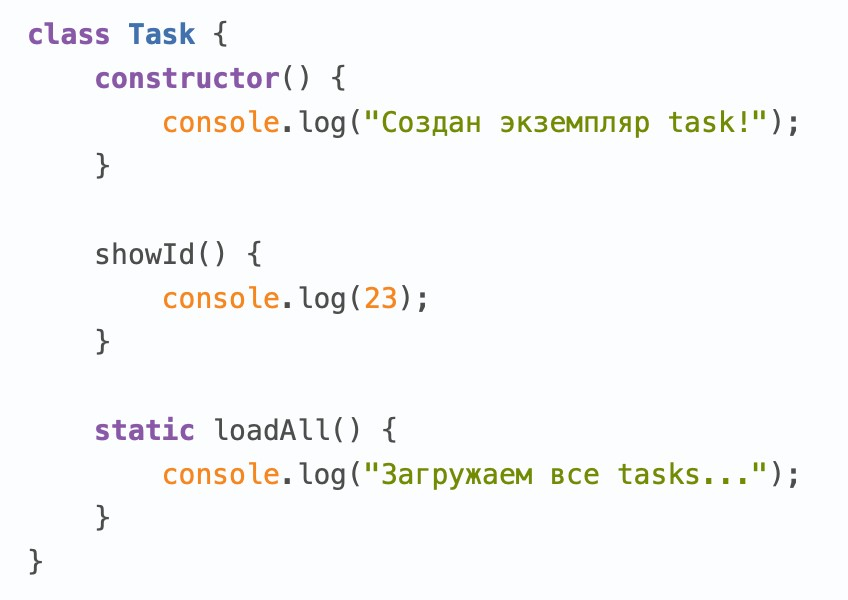 class Task {
    constructor() {
        console.log("Создан экземпляр task!");
    }

    showId() {
        console.log(23);
    }

    static loadAll() {
        console.log("Загружаем все tasks...");
    }
}